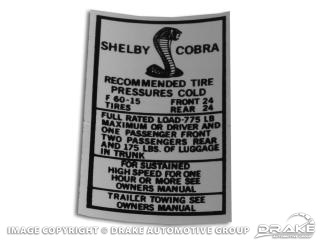 SHELBY COBRA
RECOMMENDED TIRE
PRESSURES COLD
F 60-15 FRONT 24
TIRES REAR 24
FULL RATED LOAD-775 LB
MAXIMUM OR DRIVER AND
ONE PASSENGER FRONT
TWO PASSENGERS REAR
AND 175 LBS. OF LUGGAGE
IN TRUNK
FOR SUSTAINED
HIGH SPEED FOR ONE
HOUR OR MORE SEE
OWNERS MANUAL
TRAILER TOWING SEE
OWNERS MANUAL
DRAKE
IMAGE COPYRIGHT © DRAKE AUTOMOTIVE GROUP